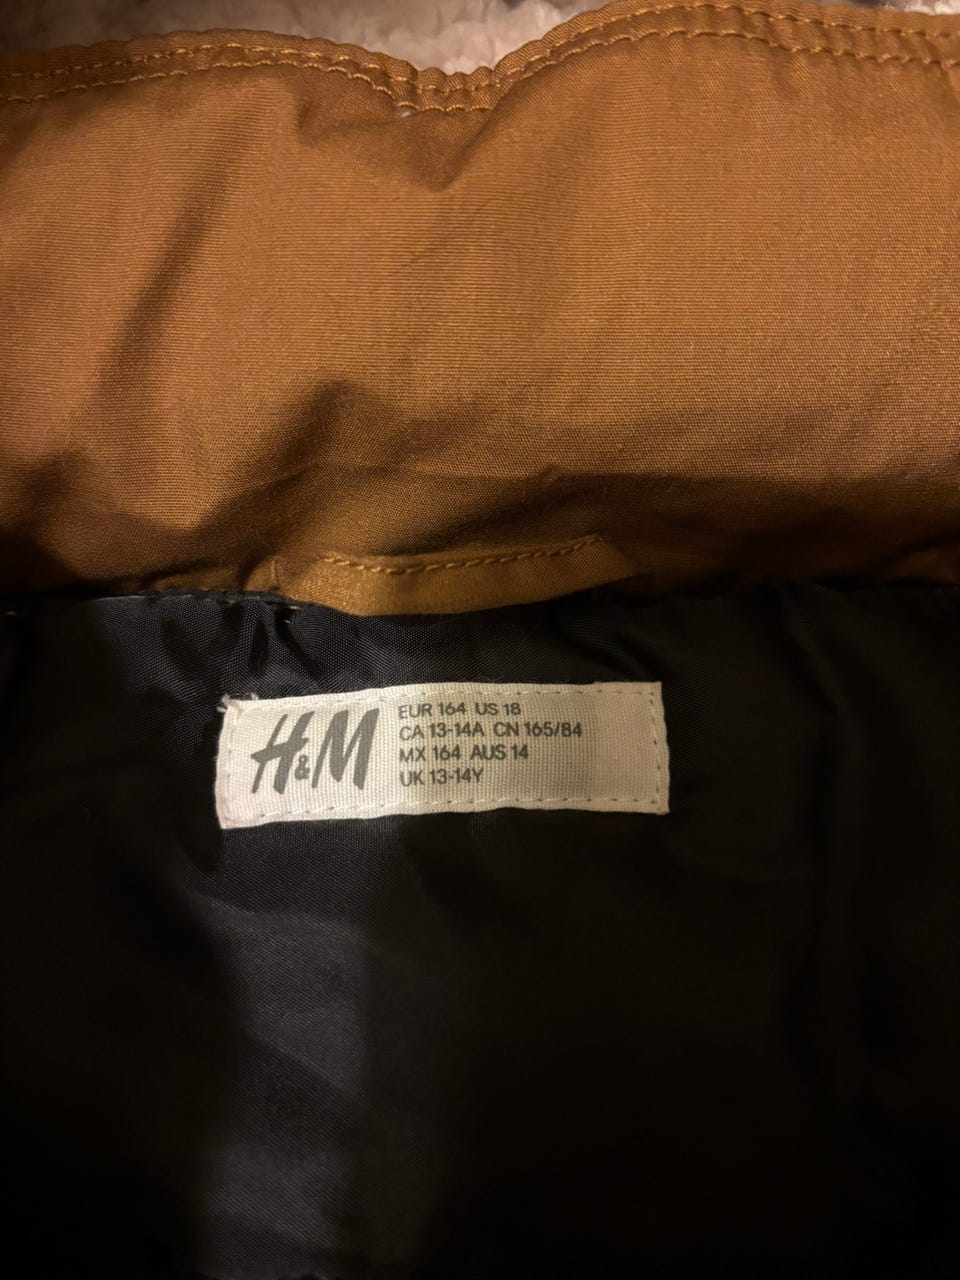 H&M
EUR 164 US 18
CA 13-14A CN 165/84
MX 164 AUS 14
UK 13-14Y